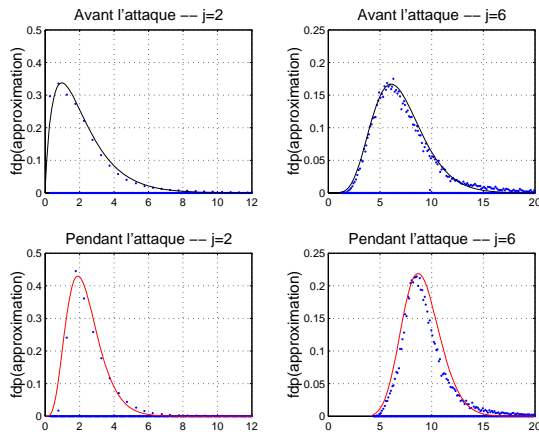 Avant l'attaque −− j=2
fdp(approximation)
0.5
0.4
0.3
0.2
0.1
0
0 2 4 6 8 10 12
Avant l'attaque −− j=6
fdp(approximation)
0.25
0.2
0.15
0.1
0.05
0
0 5 10 15 20
Pendant l'attaque −− j=2
fdp(approximation)
0.5
0.4
0.3
0.2
0.1
0
0 2 4 6 8 10 12
Pendant l'attaque −− j=6
fdp(approximation)
0.25
0.2
0.15
0.1
0.05
0
0 5 10 15 20